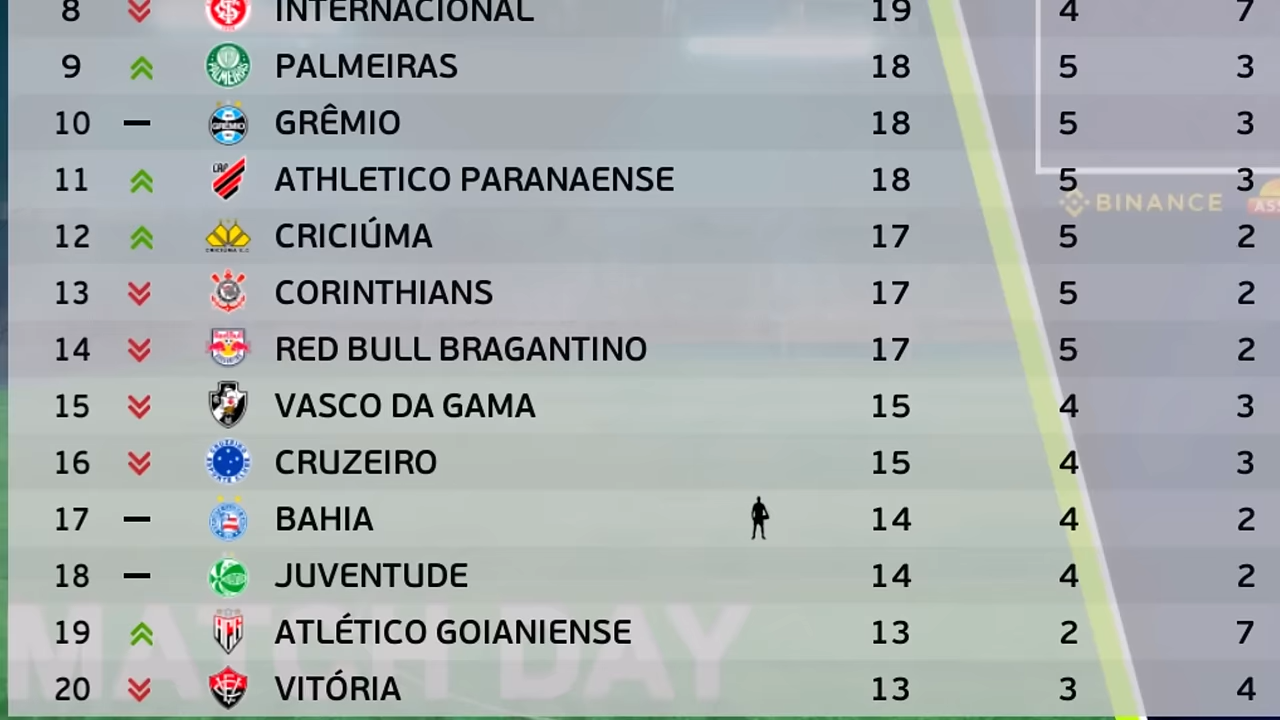 8 INTERNACIONAL 19 4 7
9 PALMEIRAS 18 5 3
10 GRÊMIO 18 5 3
11 ATHLETICO PARANAENSE 18 5 3
BINANCE
12 CRICIÚMA 17 5 2
13 CORINTHIANS 17 5 2
14 RED BULL BRAGANTINO 17 5 2
15 VASCO DA GAMA 15 4 3
16 CRUZEIRO 15 4 3
17 BAHIA 14 4 2
18 JUVENTUDE 14 4 2
19 ATLÉTICO GOIANIENSE 13 2 7
MATCH DAY
20 VITÓRIA 13 3 4